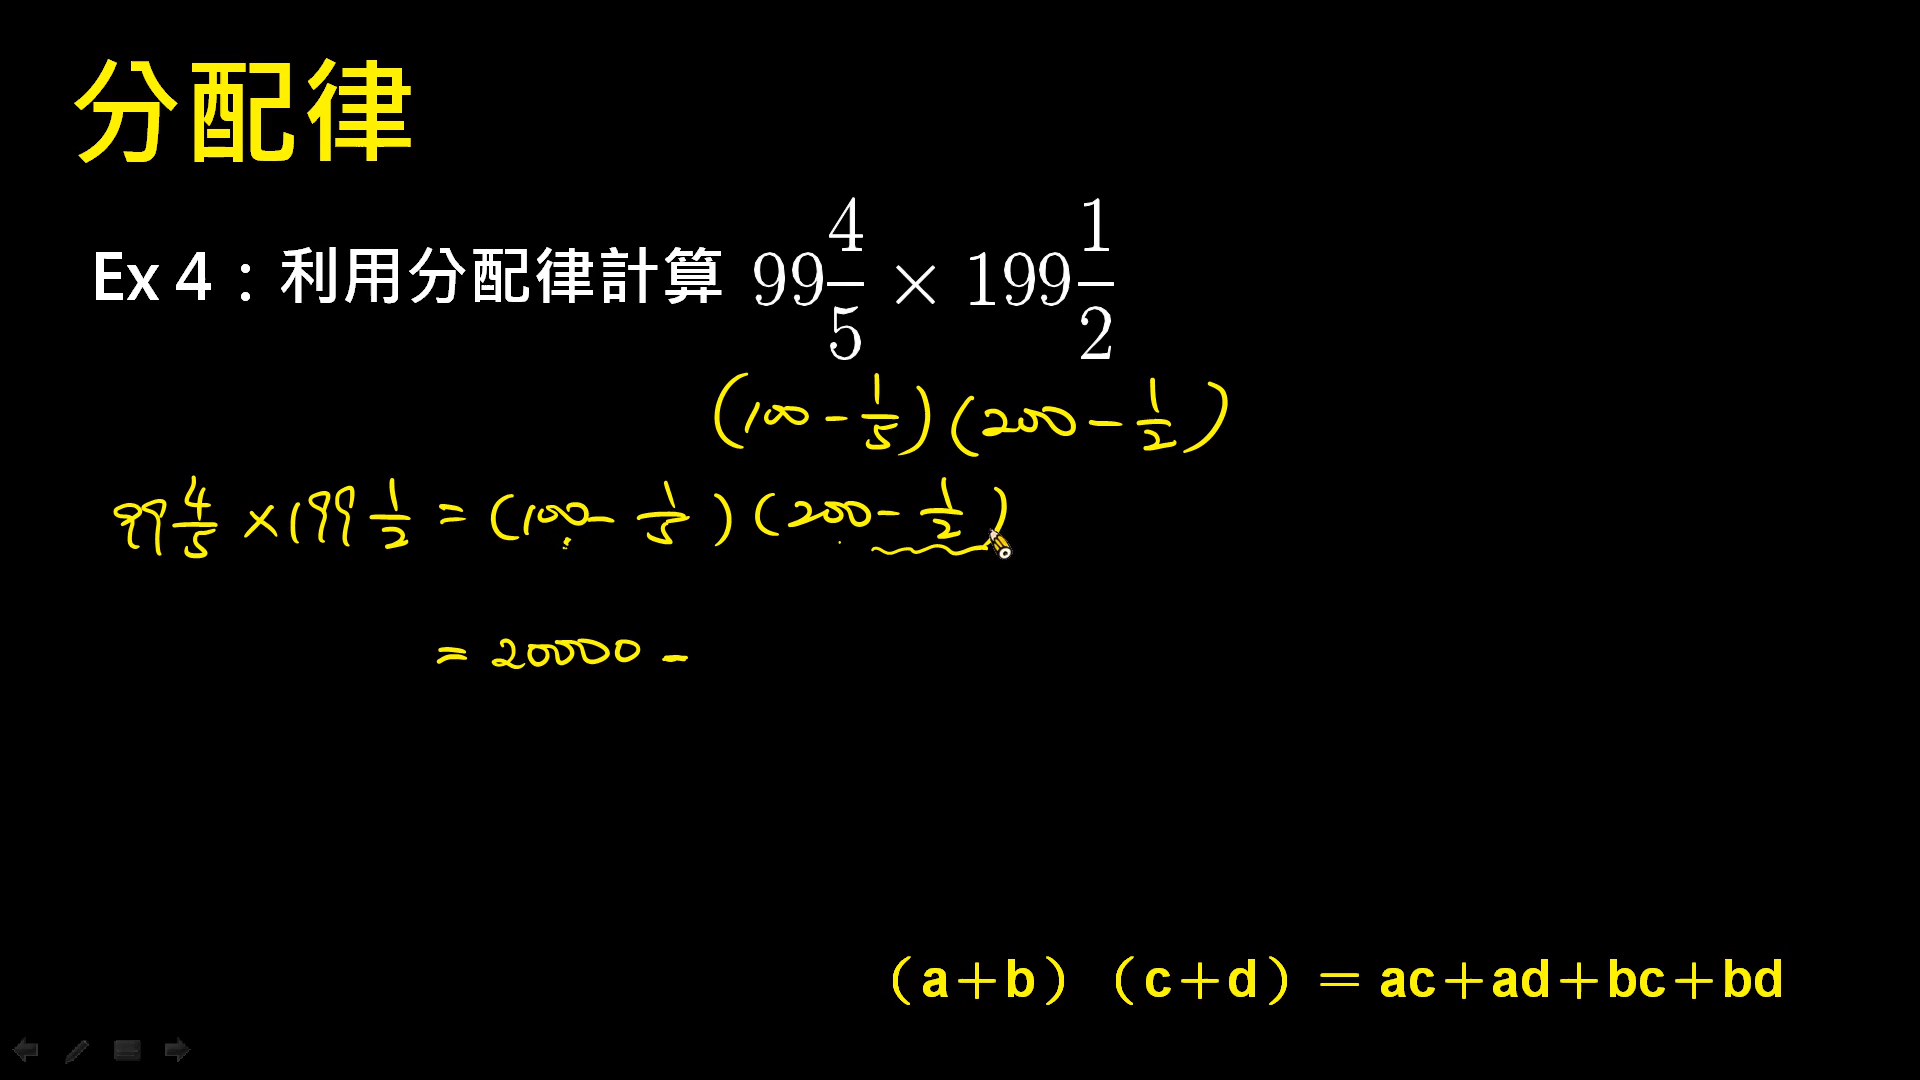 分配律
Ex 4：利用分配律計算 99 4/5 × 199 1/2
(100 - 1/5)(200 - 1/2)
99 4/5 × 199 1/2 = (100 - 1/5)(200 - 1/2)
= 20000 -
（a＋b）（c＋d）＝ac＋ad＋bc＋bd